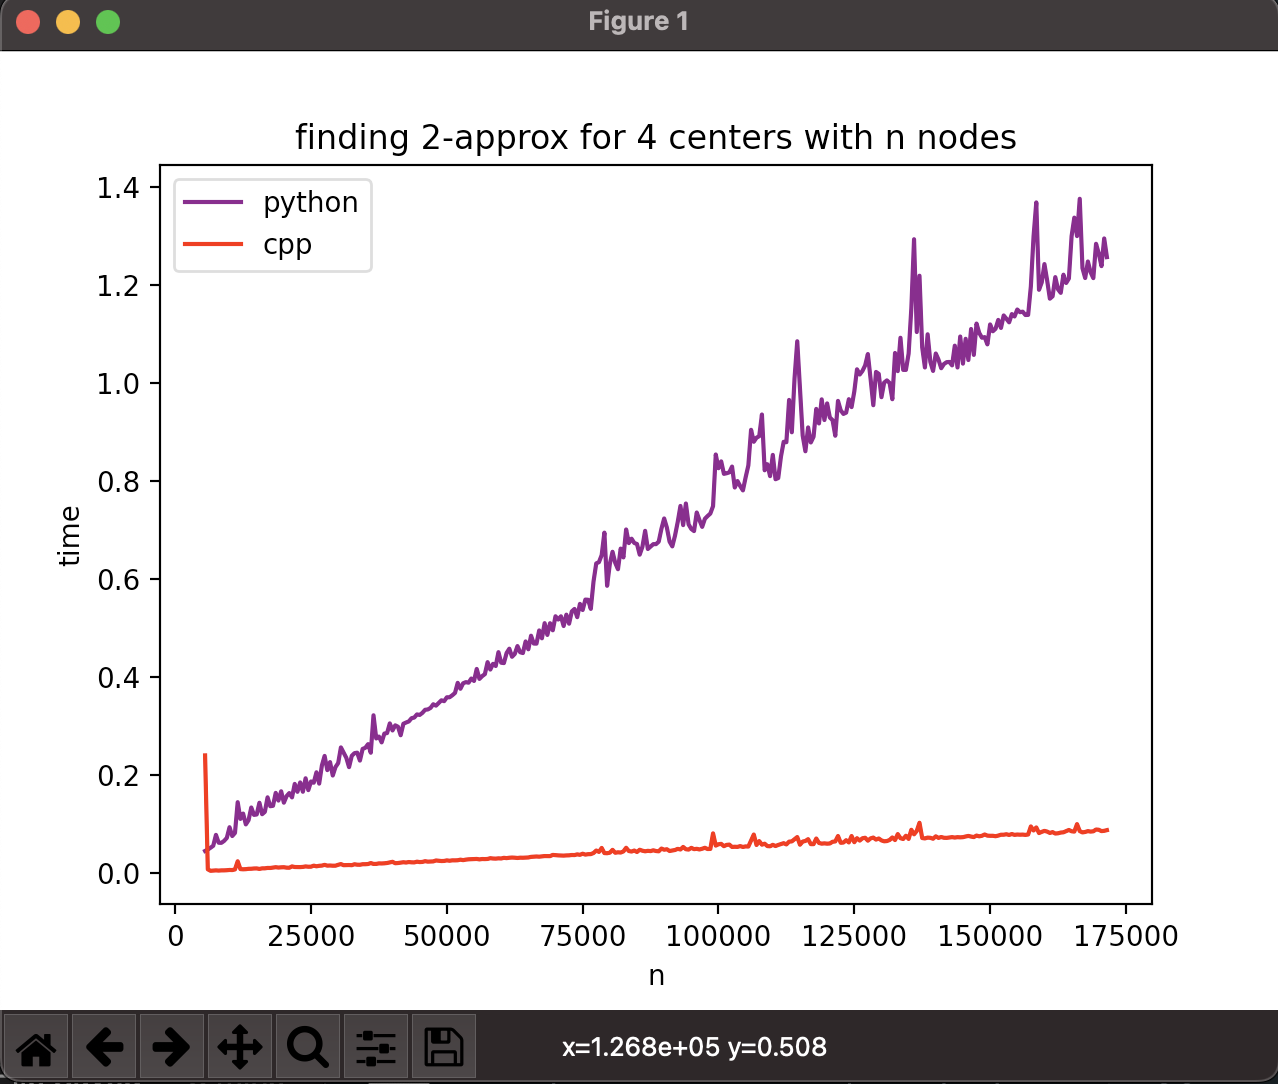 Figure 1
finding 2-approx for 4 centers with n nodes
python
cpp
1.4
1.2
1.0
0.8
0.6
0.4
0.2
0.0
time
0 25000 50000 75000 100000 125000 150000 175000
n
x=1.268e+05 y=0.508